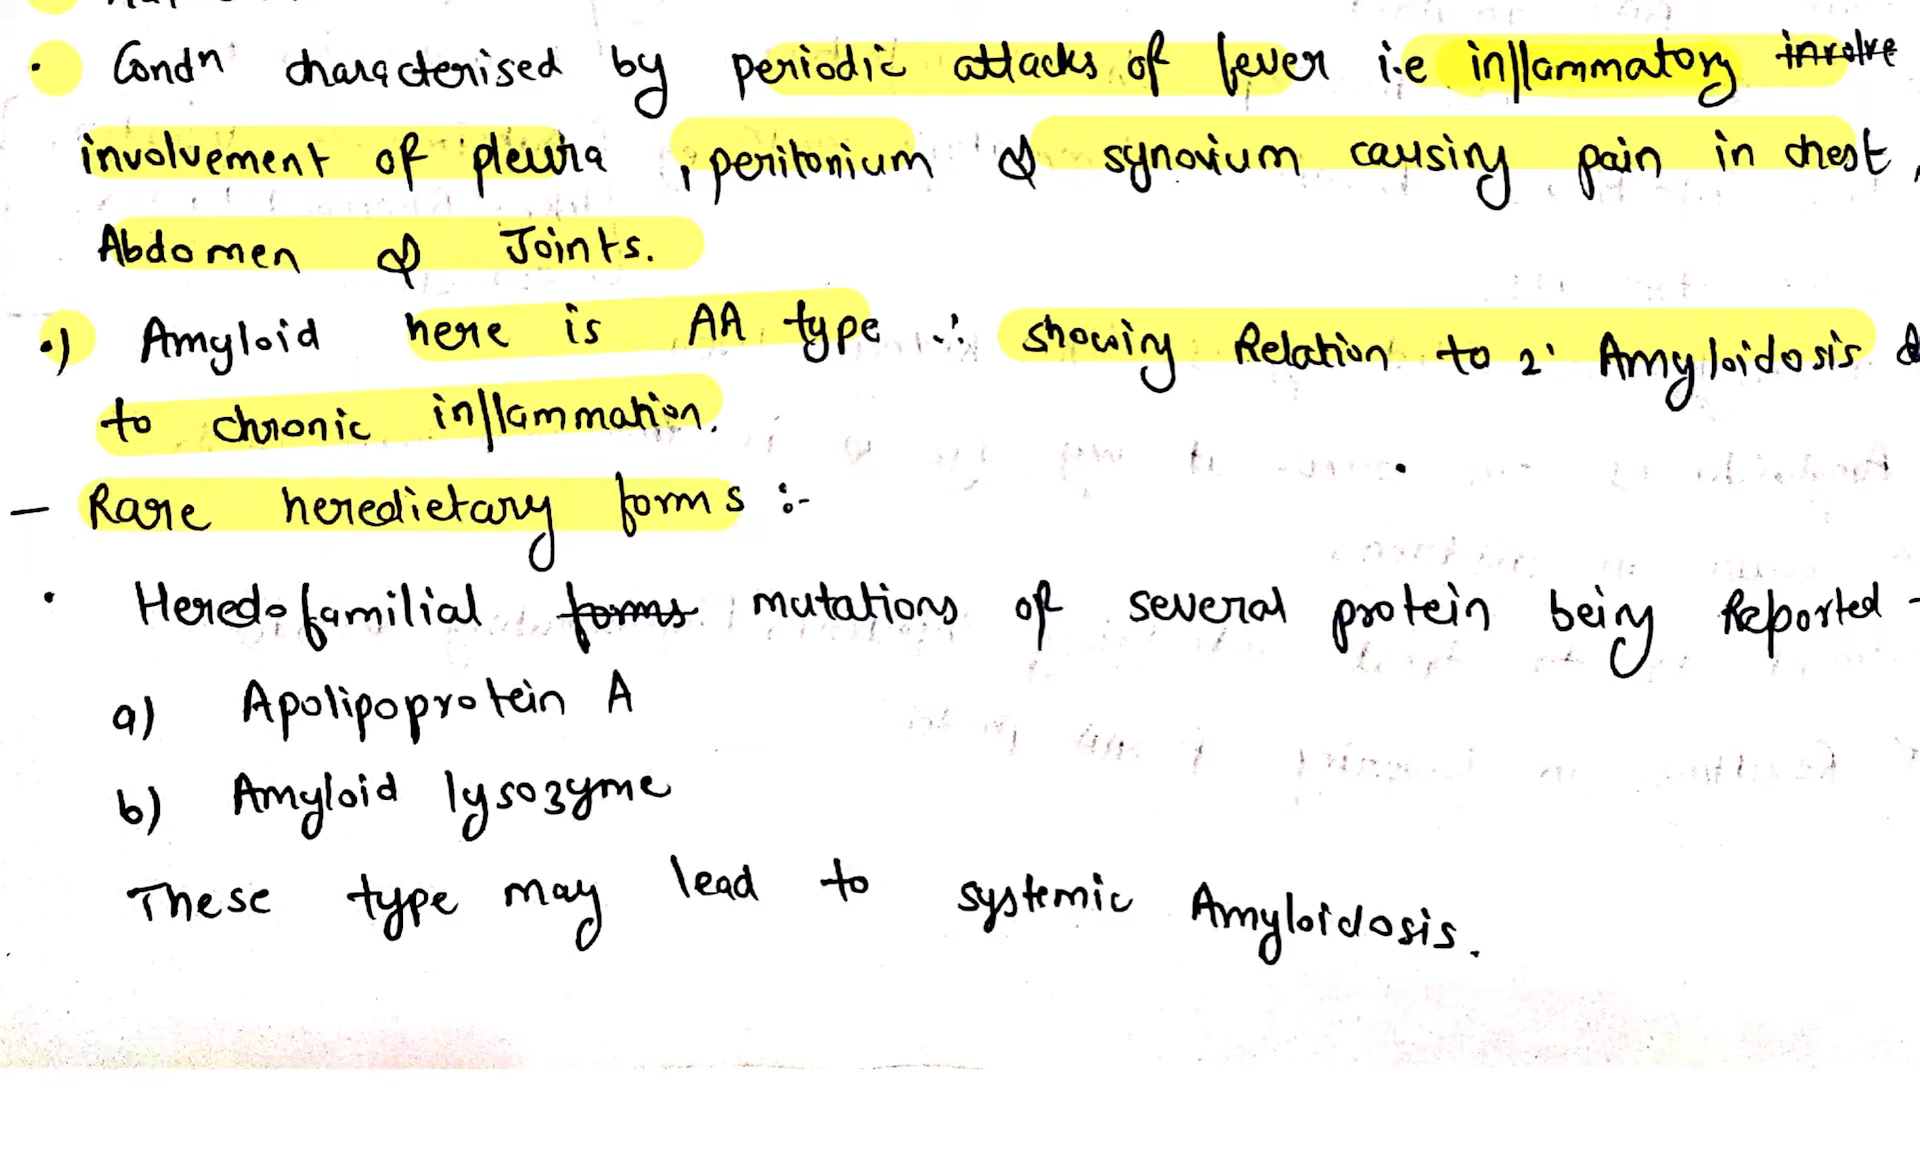 • Condn characterised by periodic attacks of fever i.e inflammatory involve
involvement of pleura, peritonium & synovium causing pain in chest,
Abdomen & Joints.
•) Amyloid here is AA type ∴ showing Relation to 2° Amyloidosis &
to chronic inflammation.
— Rare heredietary forms :-
• Heredofamilial forms mutations of several protein being Reported -
a) Apolipoprotein A
b) Amyloid lysozyme
These type may lead to systemic Amyloidosis.